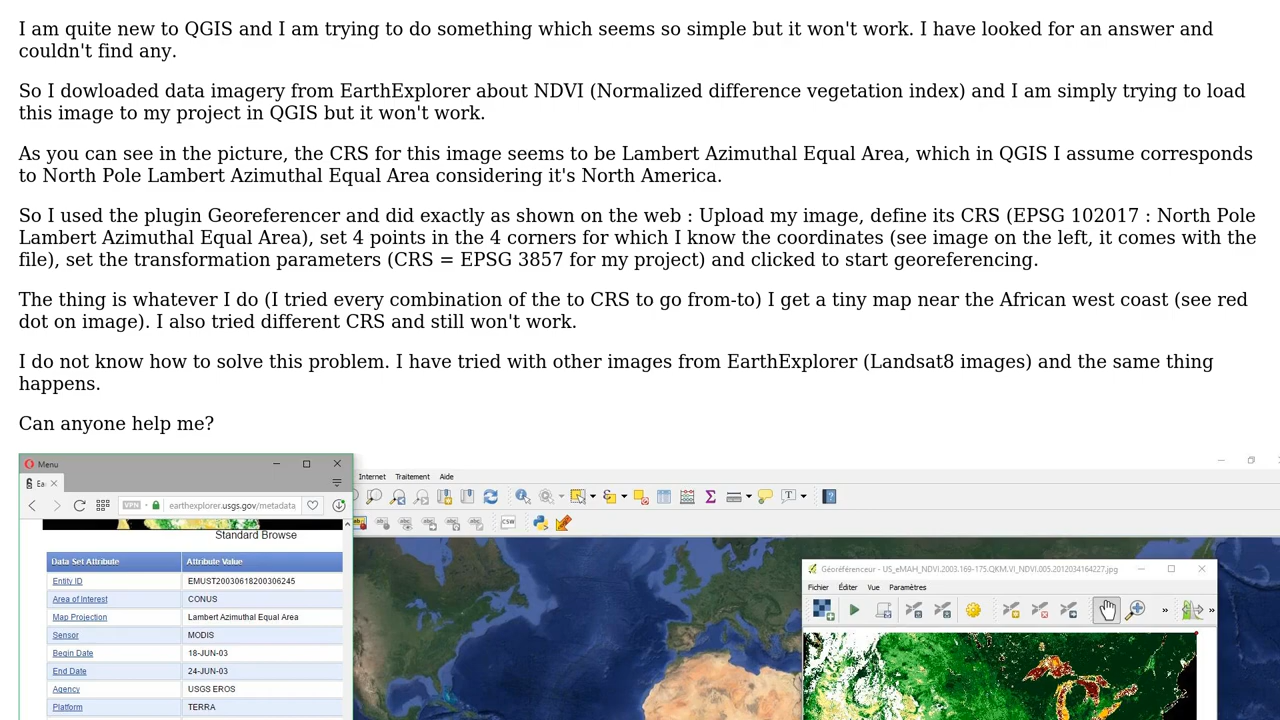 I am quite new to QGIS and I am trying to do something which seems so simple but it won't work. I have looked for an answer and
couldn't find any.
So I dowloaded data imagery from EarthExplorer about NDVI (Normalized difference vegetation index) and I am simply trying to load
this image to my project in QGIS but it won't work.
As you can see in the picture, the CRS for this image seems to be Lambert Azimuthal Equal Area, which in QGIS I assume corresponds
to North Pole Lambert Azimuthal Equal Area considering it's North America.
So I used the plugin Georeferencer and did exactly as shown on the web : Upload my image, define its CRS (EPSG 102017 : North Pole
Lambert Azimuthal Equal Area), set 4 points in the 4 corners for which I know the coordinates (see image on the left, it comes with the
file), set the transformation parameters (CRS = EPSG 3857 for my project) and clicked to start georeferencing.
The thing is whatever I do (I tried every combination of the to CRS to go from-to) I get a tiny map near the African west coast (see red
dot on image). I also tried different CRS and still won't work.
I do not know how to solve this problem. I have tried with other images from EarthExplorer (Landsat8 images) and the same thing
happens.
Can anyone help me?
Menu
Internet Traitement Aide
Ea
VPN earthexplorer.usgs.gov/metadata
CSW
Standard Browse
Data Set Attribute Attribute Value
Entity ID EMUST20030618200306245
Area of Interest CONUS
Map Projection Lambert Azimuthal Equal Area
Sensor MODIS
Begin Date 18-JUN-03
End Date 24-JUN-03
Agency USGS EROS
Platform TERRA
Géoréférenceur - US_eMAH_NDVI.2003.169-175.QKM.VI_NDVI.005.2012034164227.jpg
Fichier Éditer Vue Paramètres